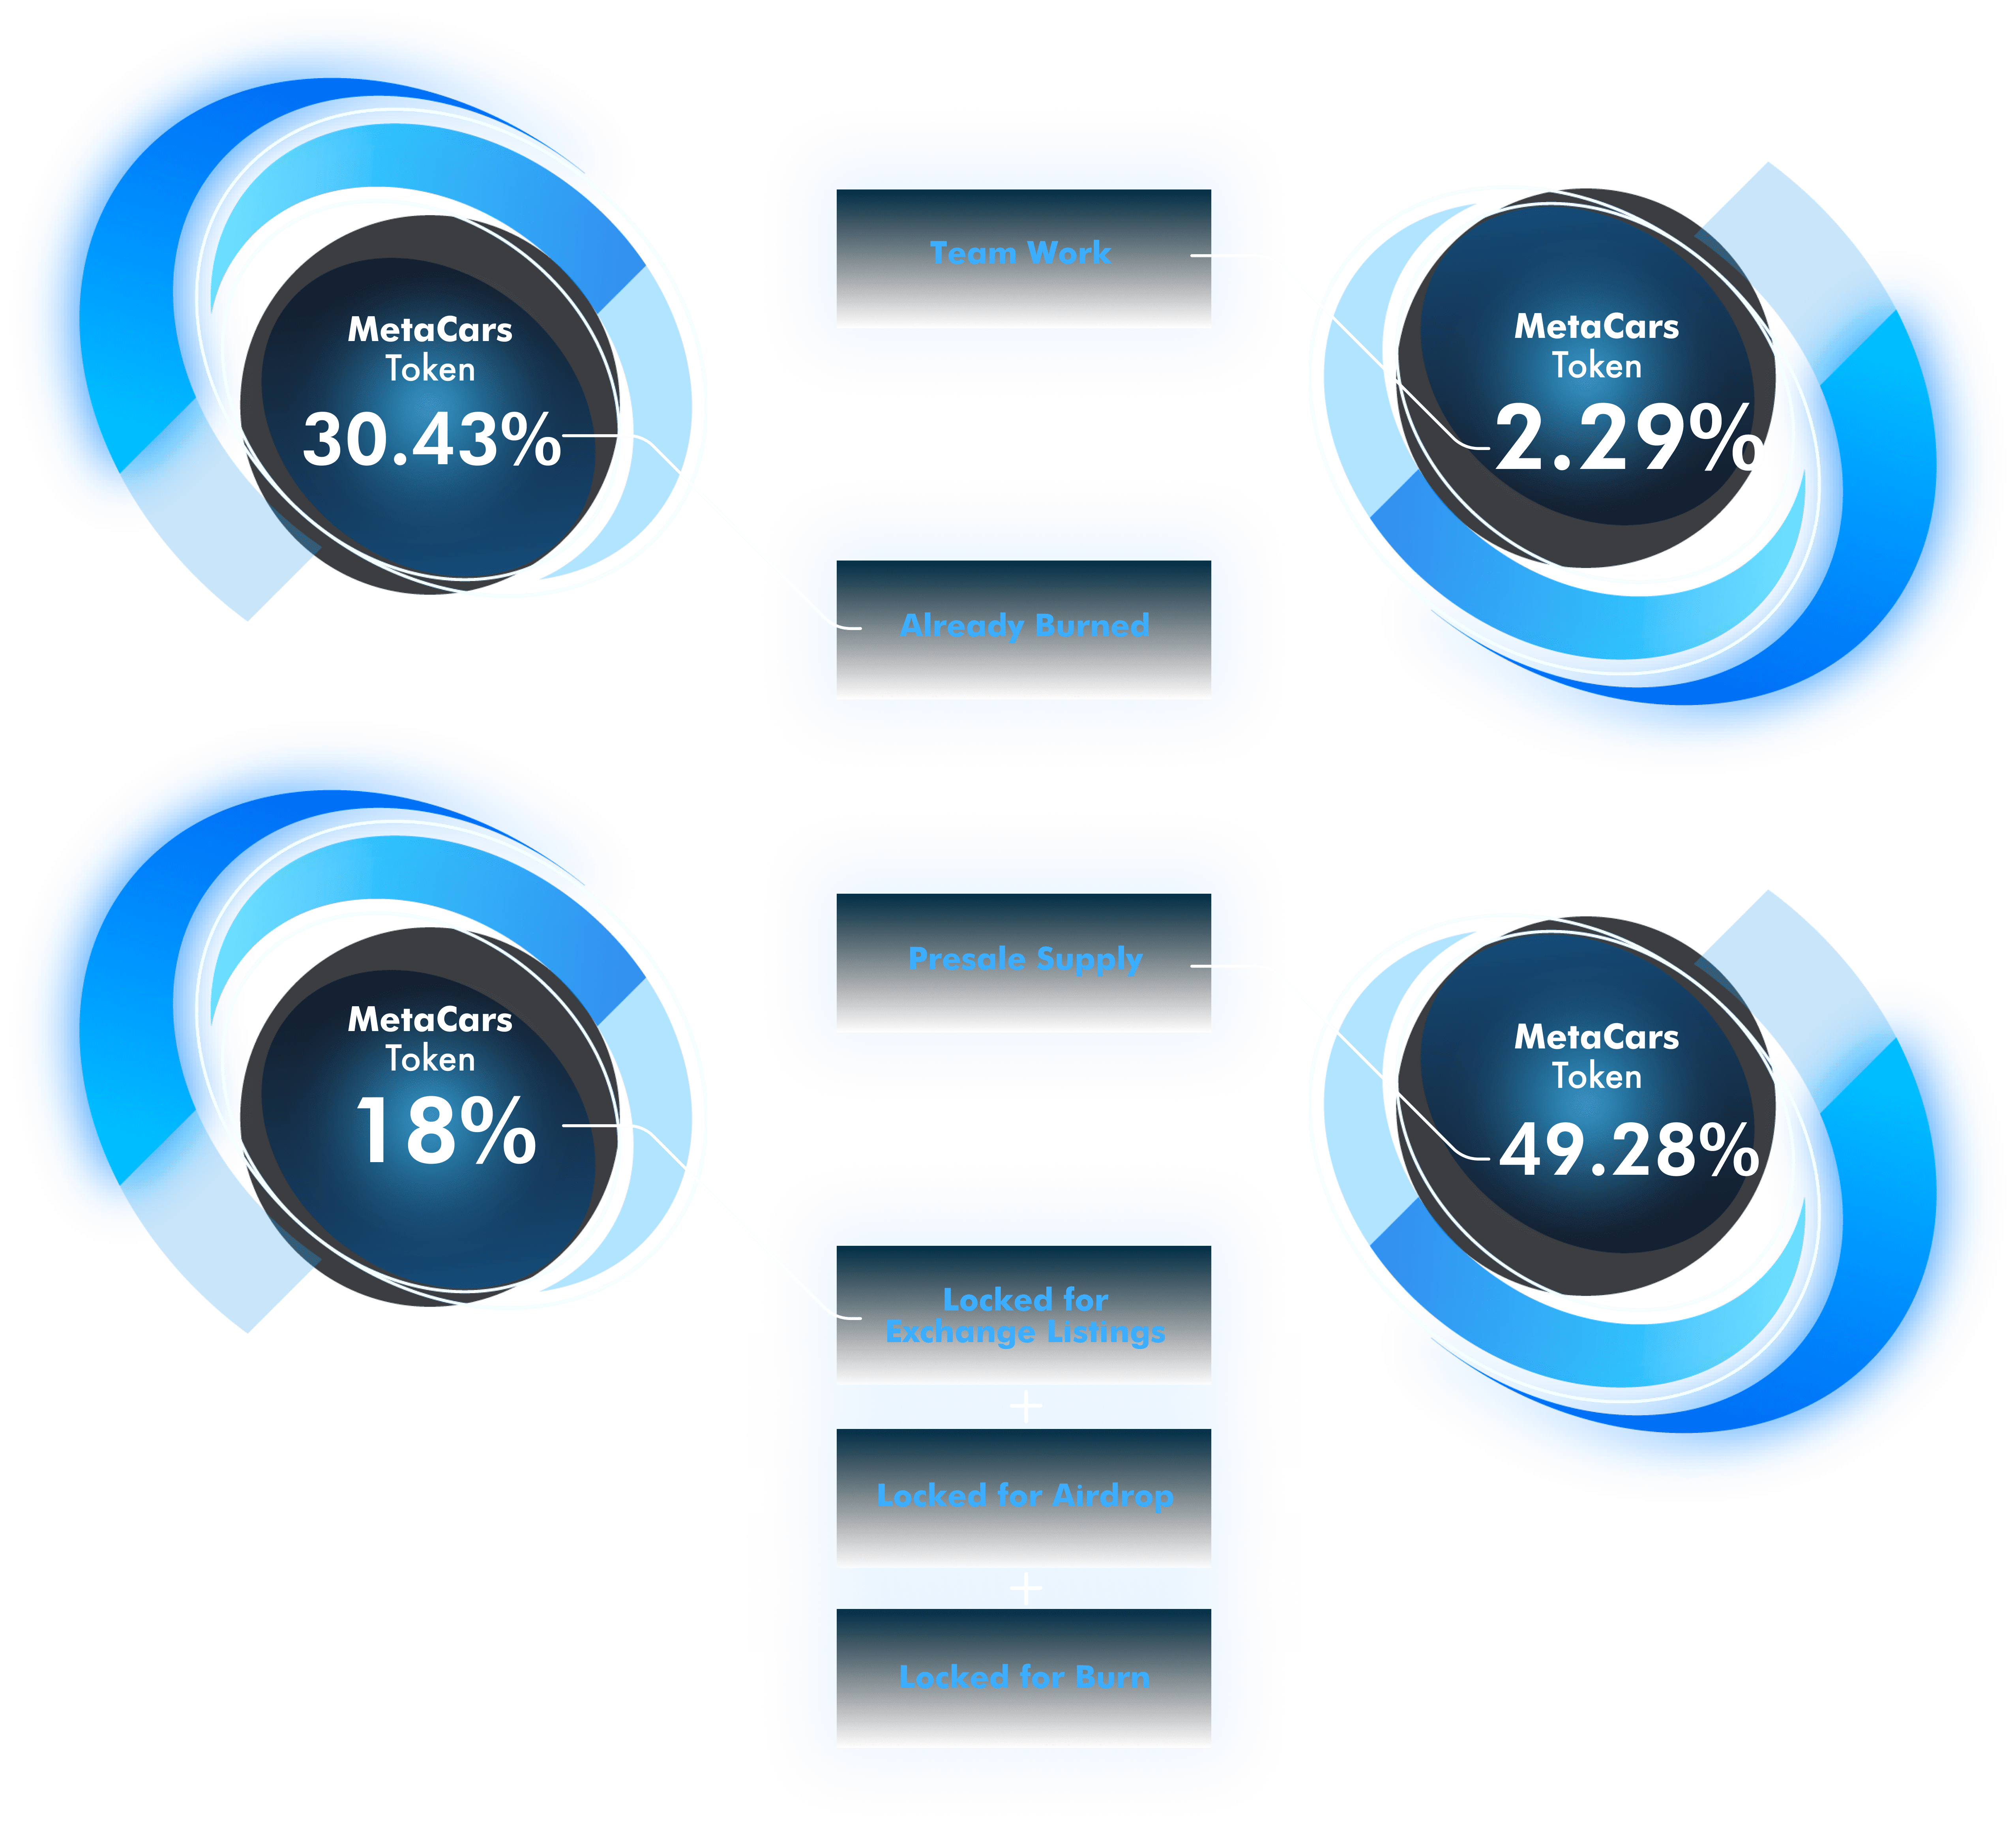 MetaCars
Token
30.43%
Team Work
MetaCars
Token
2.29%
Already Burned
MetaCars
Token
18%
Presale Supply
MetaCars
Token
49.28%
Locked for
Exchange Listings
+
Locked for Airdrop
+
Locked for Burn